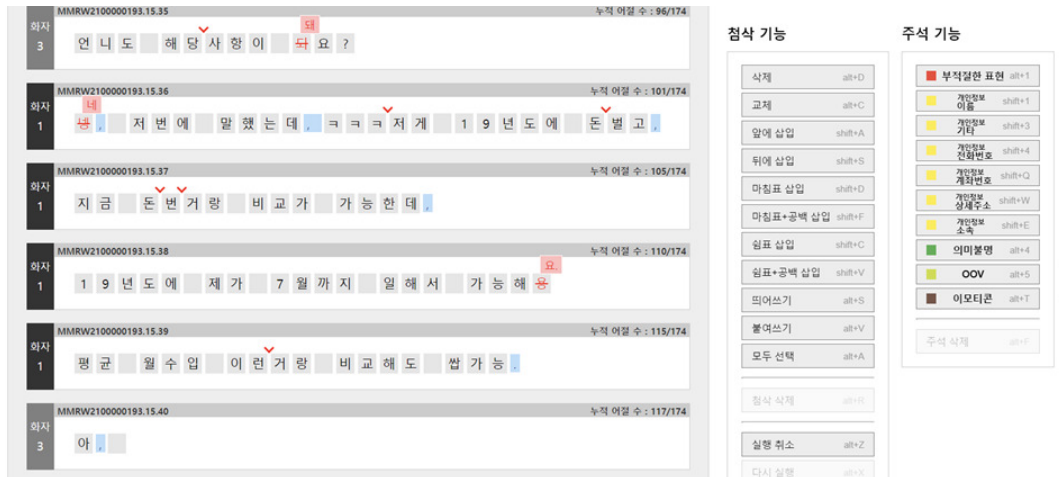 MMRW2100000193.15.35 누적 어절 수 : 96/174
화자 3
돼
언니도 해당사항이 돠요?
MMRW2100000193.15.36 누적 어절 수 : 101/174
화자 1
네
넹, 저번에 말했는데, ㅋㅋㅋ저게 19년도에 돈벌고,
MMRW2100000193.15.37 누적 어절 수 : 105/174
화자 1
지금 돈번거랑 비교가 가능한데,
MMRW2100000193.15.38 누적 어절 수 : 110/174
화자 1
요.
19년도에 제가 7월까지 일해서 가능해용
MMRW2100000193.15.39 누적 어절 수 : 115/174
화자 1
평균 월수입 이런거랑 비교해도 쌉가능.
MMRW2100000193.15.40 누적 어절 수 : 117/174
화자 3
아,
첨삭 기능
삭제 alt+D
교체 alt+C
앞에 삽입 shift+A
뒤에 삽입 shift+S
마침표 삽입 shift+D
마침표+공백 삽입 shift+F
쉼표 삽입 shift+C
쉼표+공백 삽입 shift+V
띄어쓰기 alt+S
붙여쓰기 alt+V
모두 선택 alt+A
첨삭 삭제 alt+R
실행 취소 alt+Z
다시 실행 alt+X
주석 기능
부적절한 표현 alt+1
개인정보 이름 shift+1
개인정보 기타 shift+3
개인정보 전화번호 shift+4
개인정보 계좌번호 shift+Q
개인정보 상세주소 shift+W
개인정보 소속 shift+E
의미불명 alt+4
OOV alt+5
이모티콘 alt+T
주석 삭제 alt+F